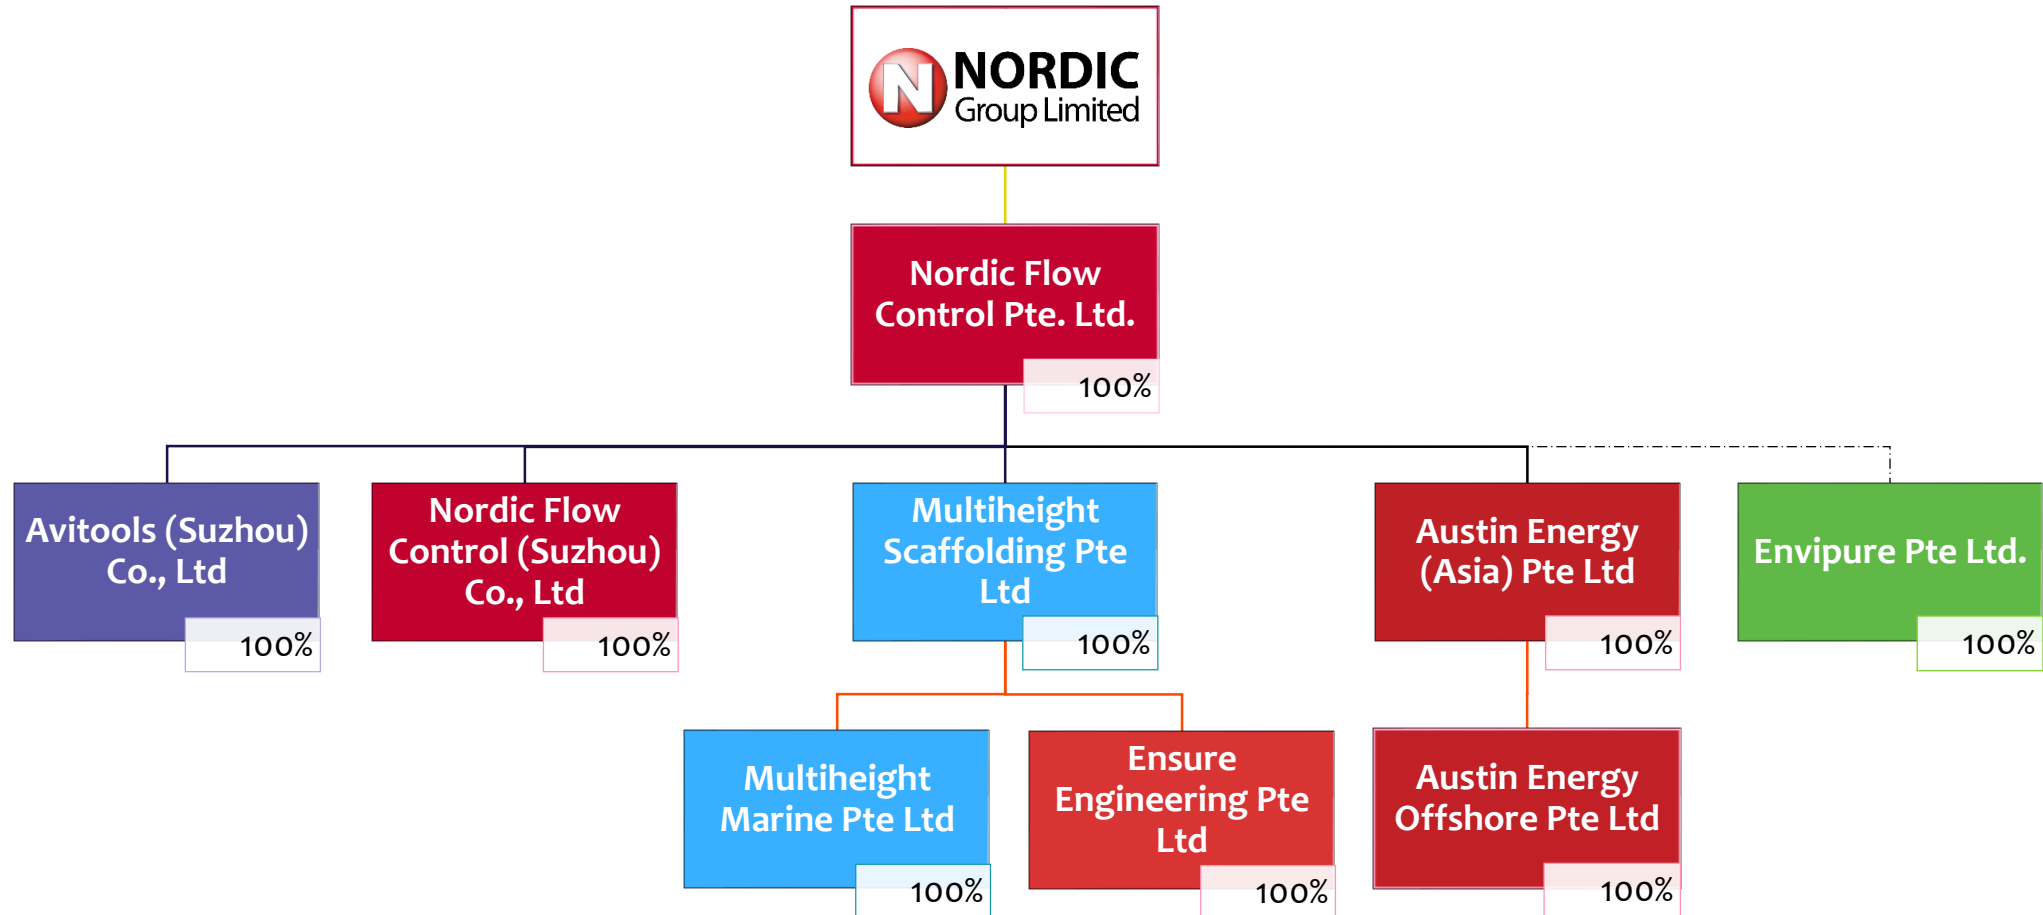 N
NORDIC
Group Limited
Nordic Flow
Control Pte. Ltd.
100%
Avitools (Suzhou)
Co., Ltd
100%
Nordic Flow
Control (Suzhou)
Co., Ltd
100%
Multiheight
Scaffolding Pte
Ltd
100%
Austin Energy
(Asia) Pte Ltd
100%
Envipure Pte Ltd.
100%
Multiheight
Marine Pte Ltd
100%
Ensure
Engineering Pte
Ltd
100%
Austin Energy
Offshore Pte Ltd
100%